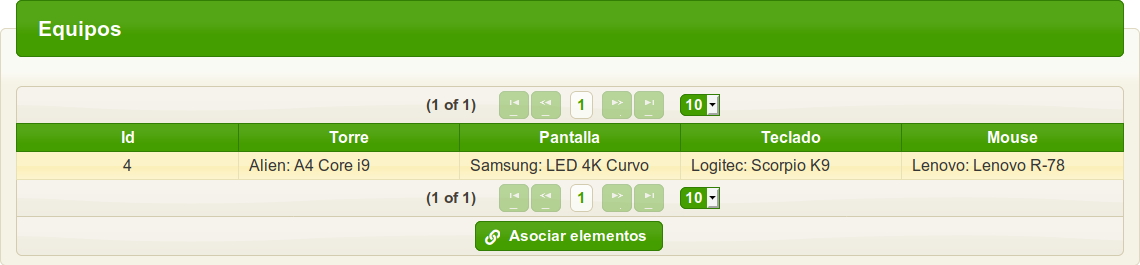 Equipos
(1 of 1) 1 10
Id Torre Pantalla Teclado Mouse
4 Alien: A4 Core i9 Samsung: LED 4K Curvo Logitec: Scorpio K9 Lenovo: Lenovo R-78
(1 of 1) 1 10
Asociar elementos